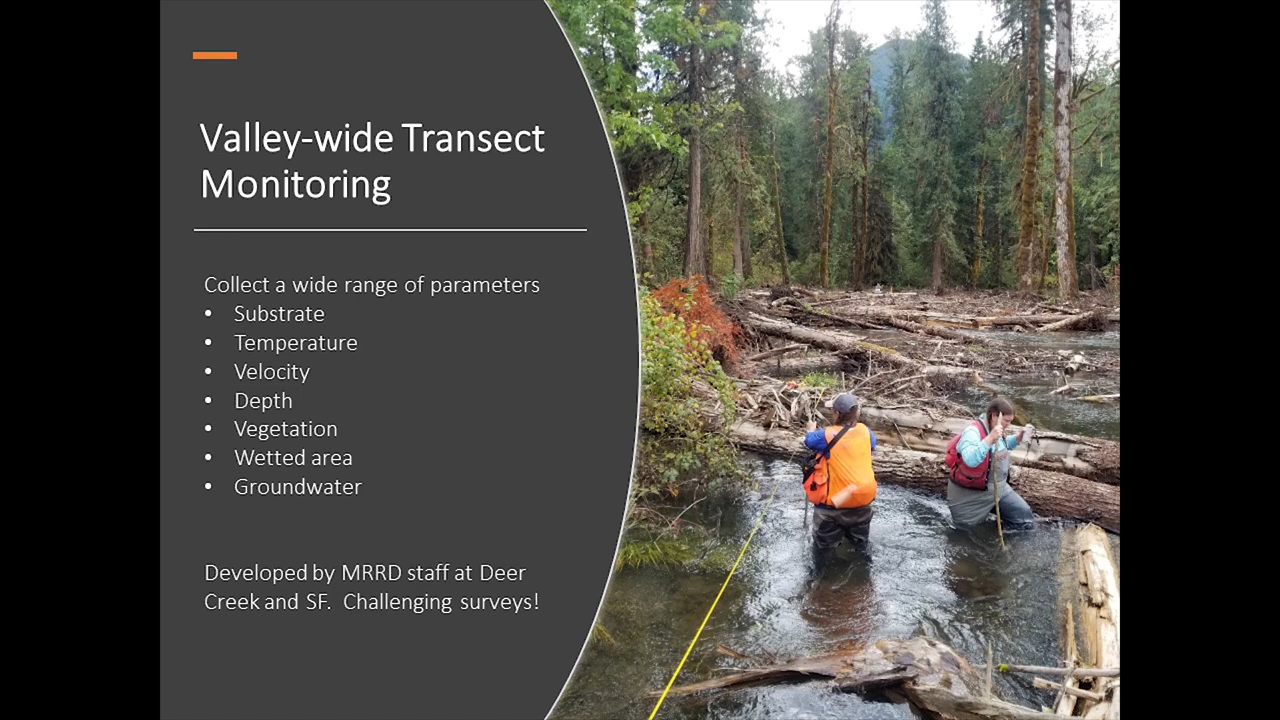 Valley-wide Transect
Monitoring
Collect a wide range of parameters
• Substrate
• Temperature
• Velocity
• Depth
• Vegetation
• Wetted area
• Groundwater
Developed by MRRD staff at Deer
Creek and SF.  Challenging surveys!